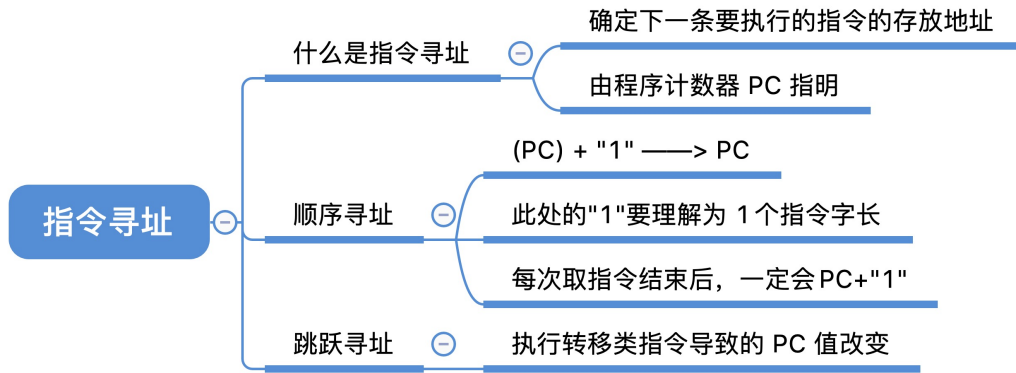 指令寻址
什么是指令寻址
确定下一条要执行的指令的存放地址
由程序计数器 PC 指明
顺序寻址
(PC) + "1" ——> PC
此处的"1"要理解为 1个指令字长
每次取指令结束后，一定会PC+"1"
跳跃寻址
执行转移类指令导致的 PC 值改变